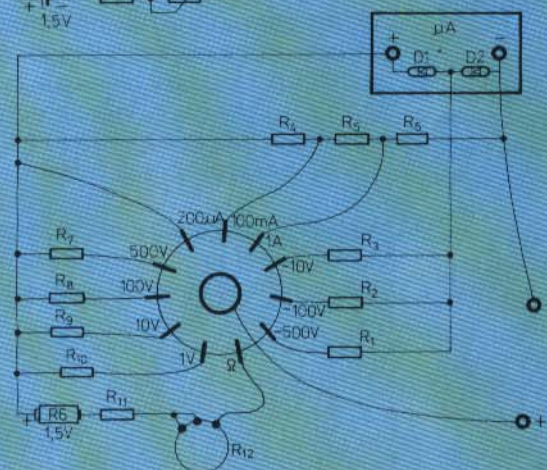 + −
1,5V
μA
+ −
D1 D2
R4 R5 R5
200μA 100mA
1A
R7 500V ~10V R3
R8 100V ~100V R2
R9 10V ~500V R1
R10 1V Ω
+ R6 R11
1,5V
R12
+